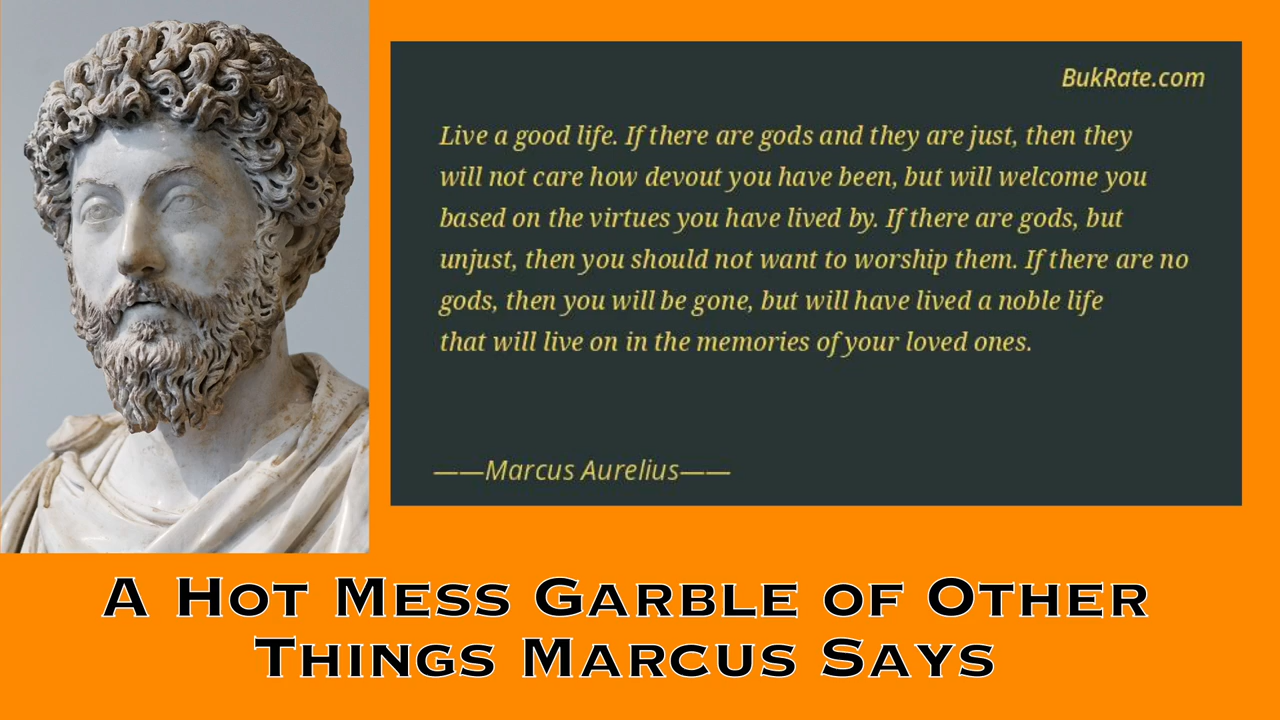 BukRate.com
Live a good life. If there are gods and they are just, then they
will not care how devout you have been, but will welcome you
based on the virtues you have lived by. If there are gods, but
unjust, then you should not want to worship them. If there are no
gods, then you will be gone, but will have lived a noble life
that will live on in the memories of your loved ones.
——Marcus Aurelius——
A Hot Mess Garble of Other
Things Marcus Says